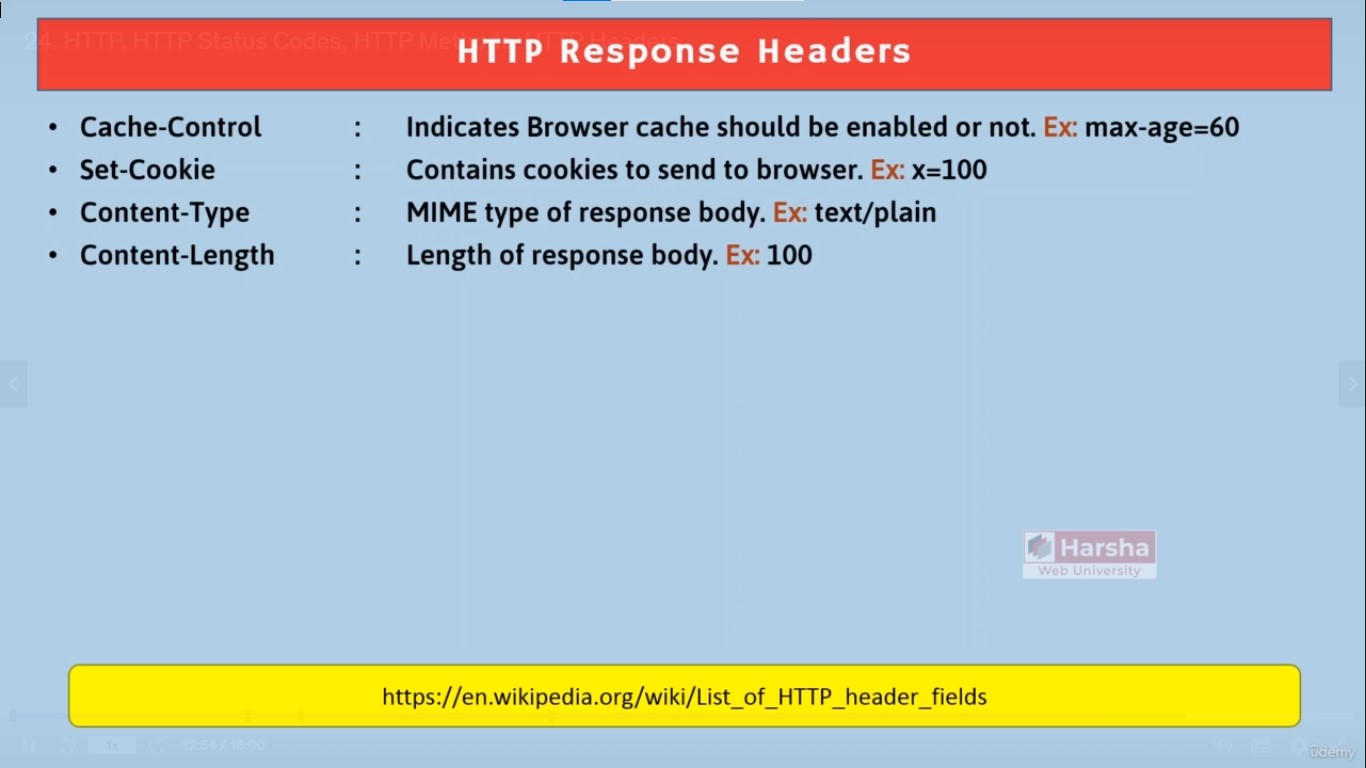 24. HTTP, HTTP Status Codes, HTTP Methods, HTTP Headers
HTTP Response Headers
• Cache-Control : Indicates Browser cache should be enabled or not. Ex: max-age=60
• Set-Cookie : Contains cookies to send to browser. Ex: x=100
• Content-Type : MIME type of response body. Ex: text/plain
• Content-Length : Length of response body. Ex: 100
Harsha
Web University
https://en.wikipedia.org/wiki/List_of_HTTP_header_fields
1x
12:54 / 16:00
udemy